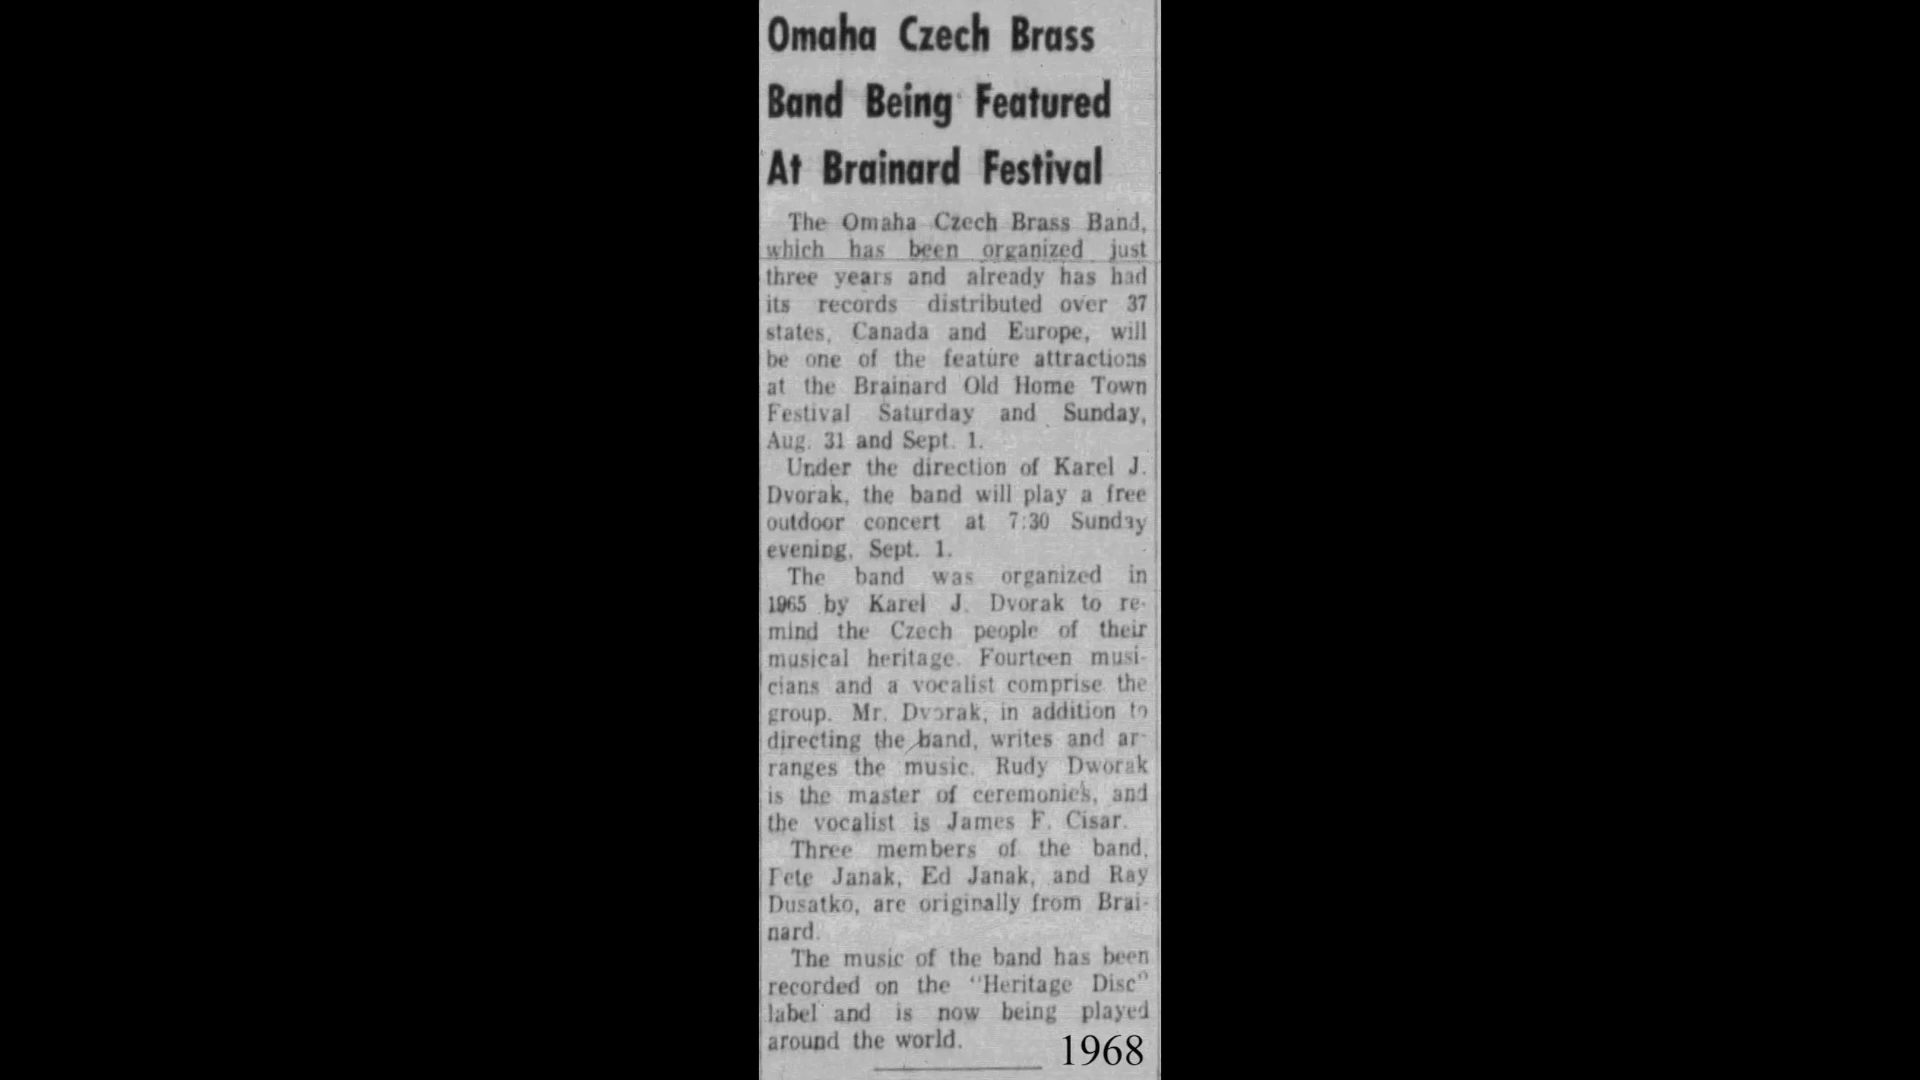 Omaha Czech Brass
Band Being Featured
At Brainard Festival
The Omaha Czech Brass Band,
which has been organized just
three years and already has had
its records distributed over 37
states, Canada and Europe, will
be one of the feature attractions
at the Brainard Old Home Town
Festival Saturday and Sunday,
Aug. 31 and Sept. 1.
Under the direction of Karel J.
Dvorak, the band will play a free
outdoor concert at 7:30 Sunday
evening, Sept. 1.
The band was organized in
1965 by Karel J. Dvorak to re-
mind the Czech people of their
musical heritage. Fourteen musi-
cians and a vocalist comprise the
group. Mr. Dvorak, in addition to
directing the band, writes and ar-
ranges the music. Rudy Dworak
is the master of ceremonies, and
the vocalist is James F. Cisar.
Three members of the band,
Pete Janak, Ed Janak, and Ray
Dusatko, are originally from Brai-
nard.
The music of the band has been
recorded on the "Heritage Disc"
label and is now being played
around the world.
1968